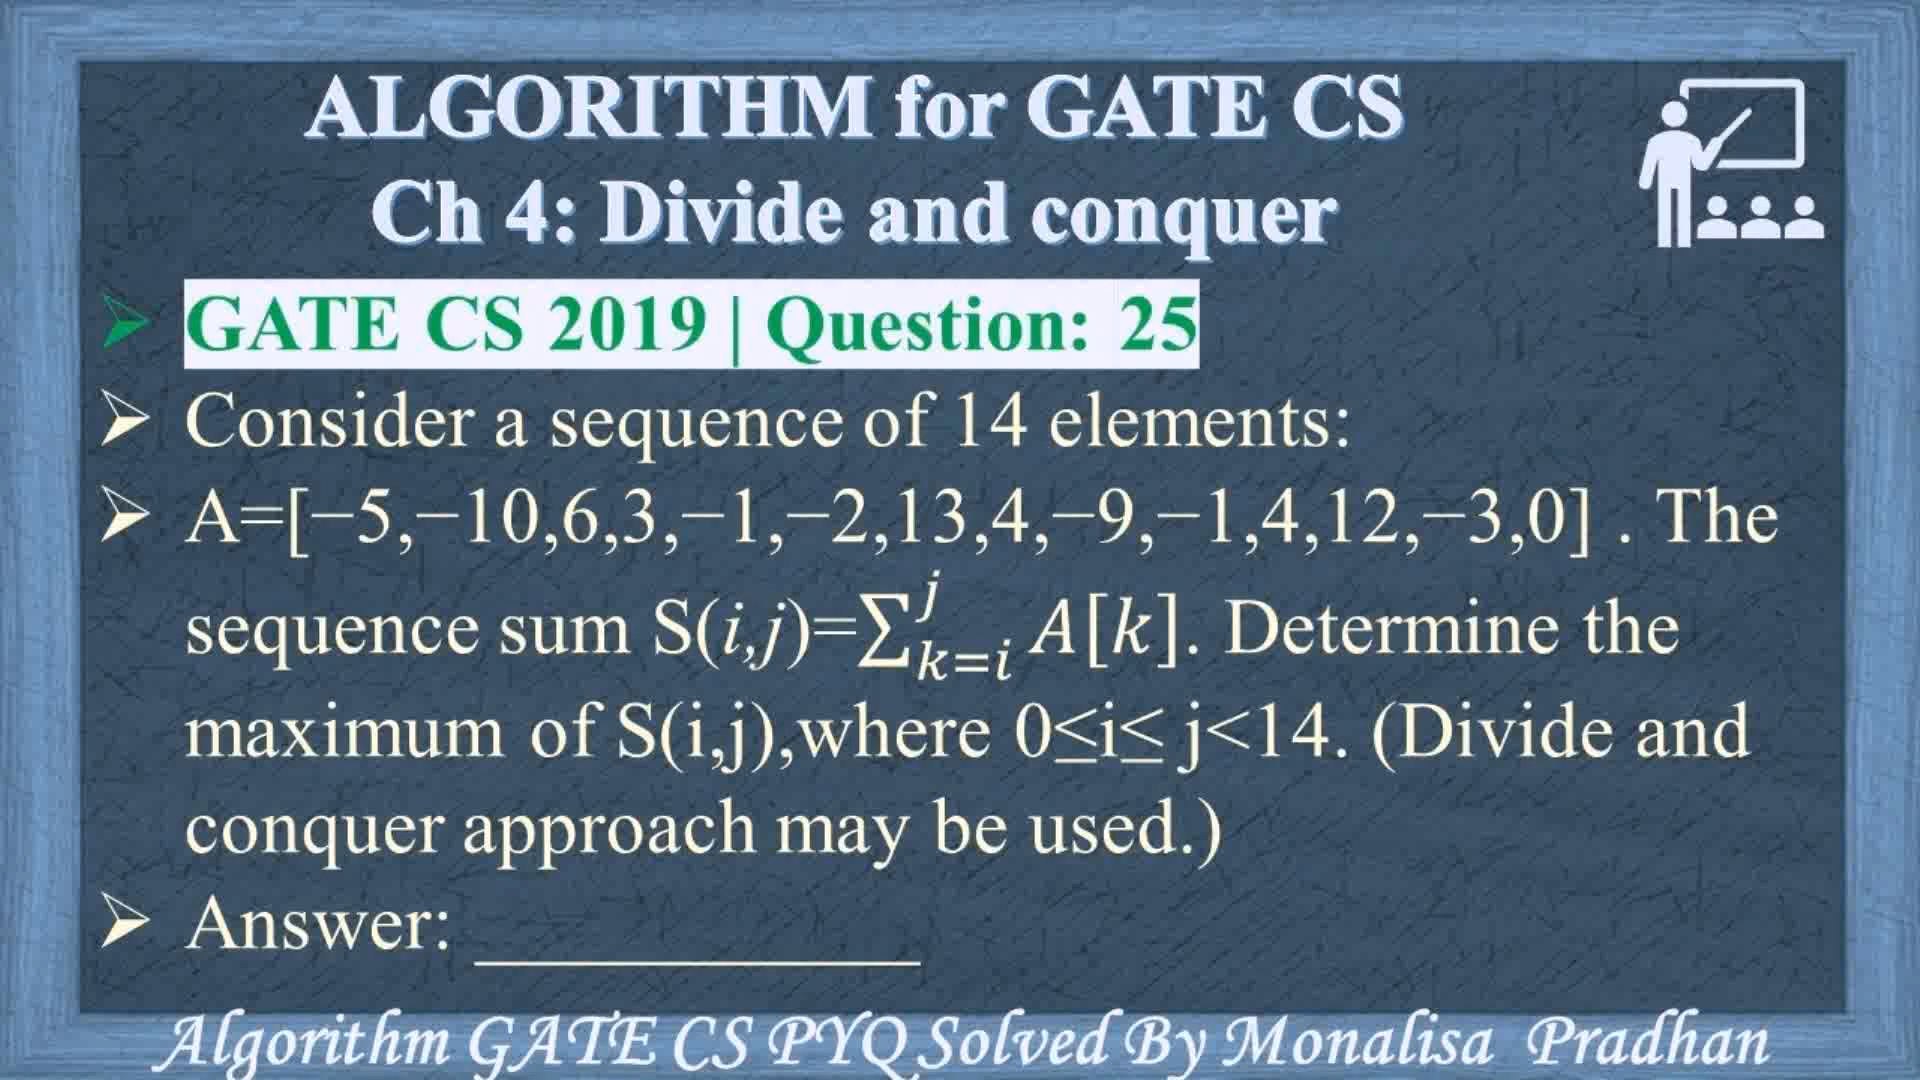 ALGORITHM for GATE CS
Ch 4: Divide and conquer
GATE CS 2019 | Question: 25
Consider a sequence of 14 elements:
A=[−5,−10,6,3,−1,−2,13,4,−9,−1,4,12,−3,0] . The
sequence sum S(i,j)=∑_{k=i}^{j} A[k]. Determine the
maximum of S(i,j),where 0≤i≤ j<14. (Divide and
conquer approach may be used.)
Answer: ____________
Algorithm GATE CS PYQ Solved By Monalisa Pradhan